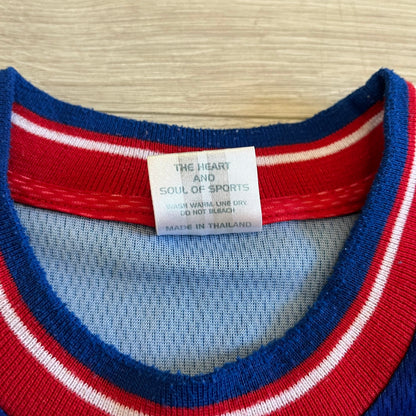 THE HEART
AND
SOUL OF SPORTS
WASH WARM-LINE DRY
DO NOT BLEACH
MADE IN THAILAND